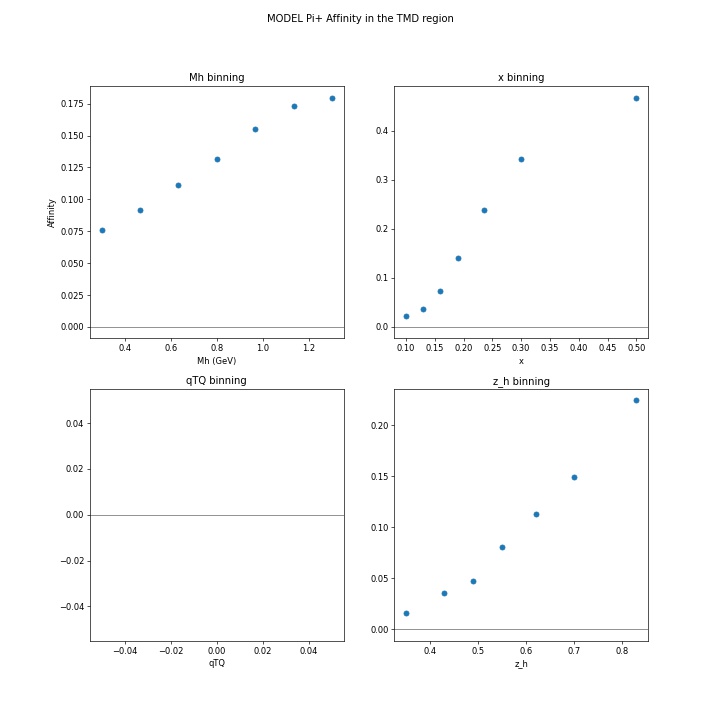 MODEL Pi+ Affinity in the TMD region
Mh binning
Affinity
0.175
0.150
0.125
0.100
0.075
0.050
0.025
0.000
0.4 0.6 0.8 1.0 1.2
Mh (GeV)
x binning
0.4
0.3
0.2
0.1
0.0
0.10 0.15 0.20 0.25 0.30 0.35 0.40 0.45 0.50
x
qTQ binning
0.04
0.02
0.00
−0.02
−0.04
−0.04 −0.02 0.00 0.02 0.04
qTQ
z_h binning
0.20
0.15
0.10
0.05
0.00
0.4 0.5 0.6 0.7 0.8
z_h